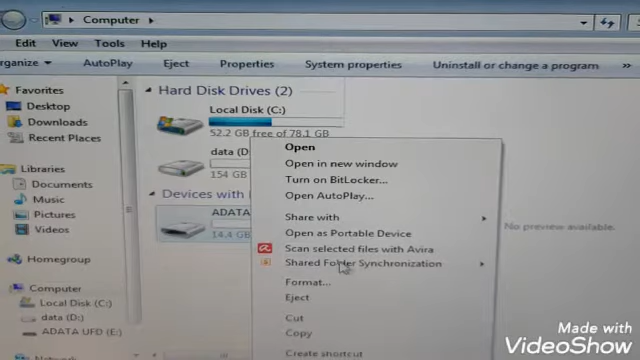 Computer
Edit View Tools Help
rganize AutoPlay Eject Properties System properties Uninstall or change a program »
Favorites
Desktop
Downloads
Recent Places
Libraries
Documents
Music
Pictures
Videos
Homegroup
Computer
Local Disk (C:)
data (D:)
ADATA UFD (E:)
Hard Disk Drives (2)
Local Disk (C:)
52.2 GB free of 78.1 GB
data (D:
154 GB
Devices with
ADATA
14.4 GB
Open
Open in new window
Turn on BitLocker...
Open AutoPlay...
Share with
Open as Portable Device
Scan selected files with Avira
Shared Folder Synchronization
Format...
Eject
Cut
Copy
Create shortcut
No preview available.
Made with
VideoShow